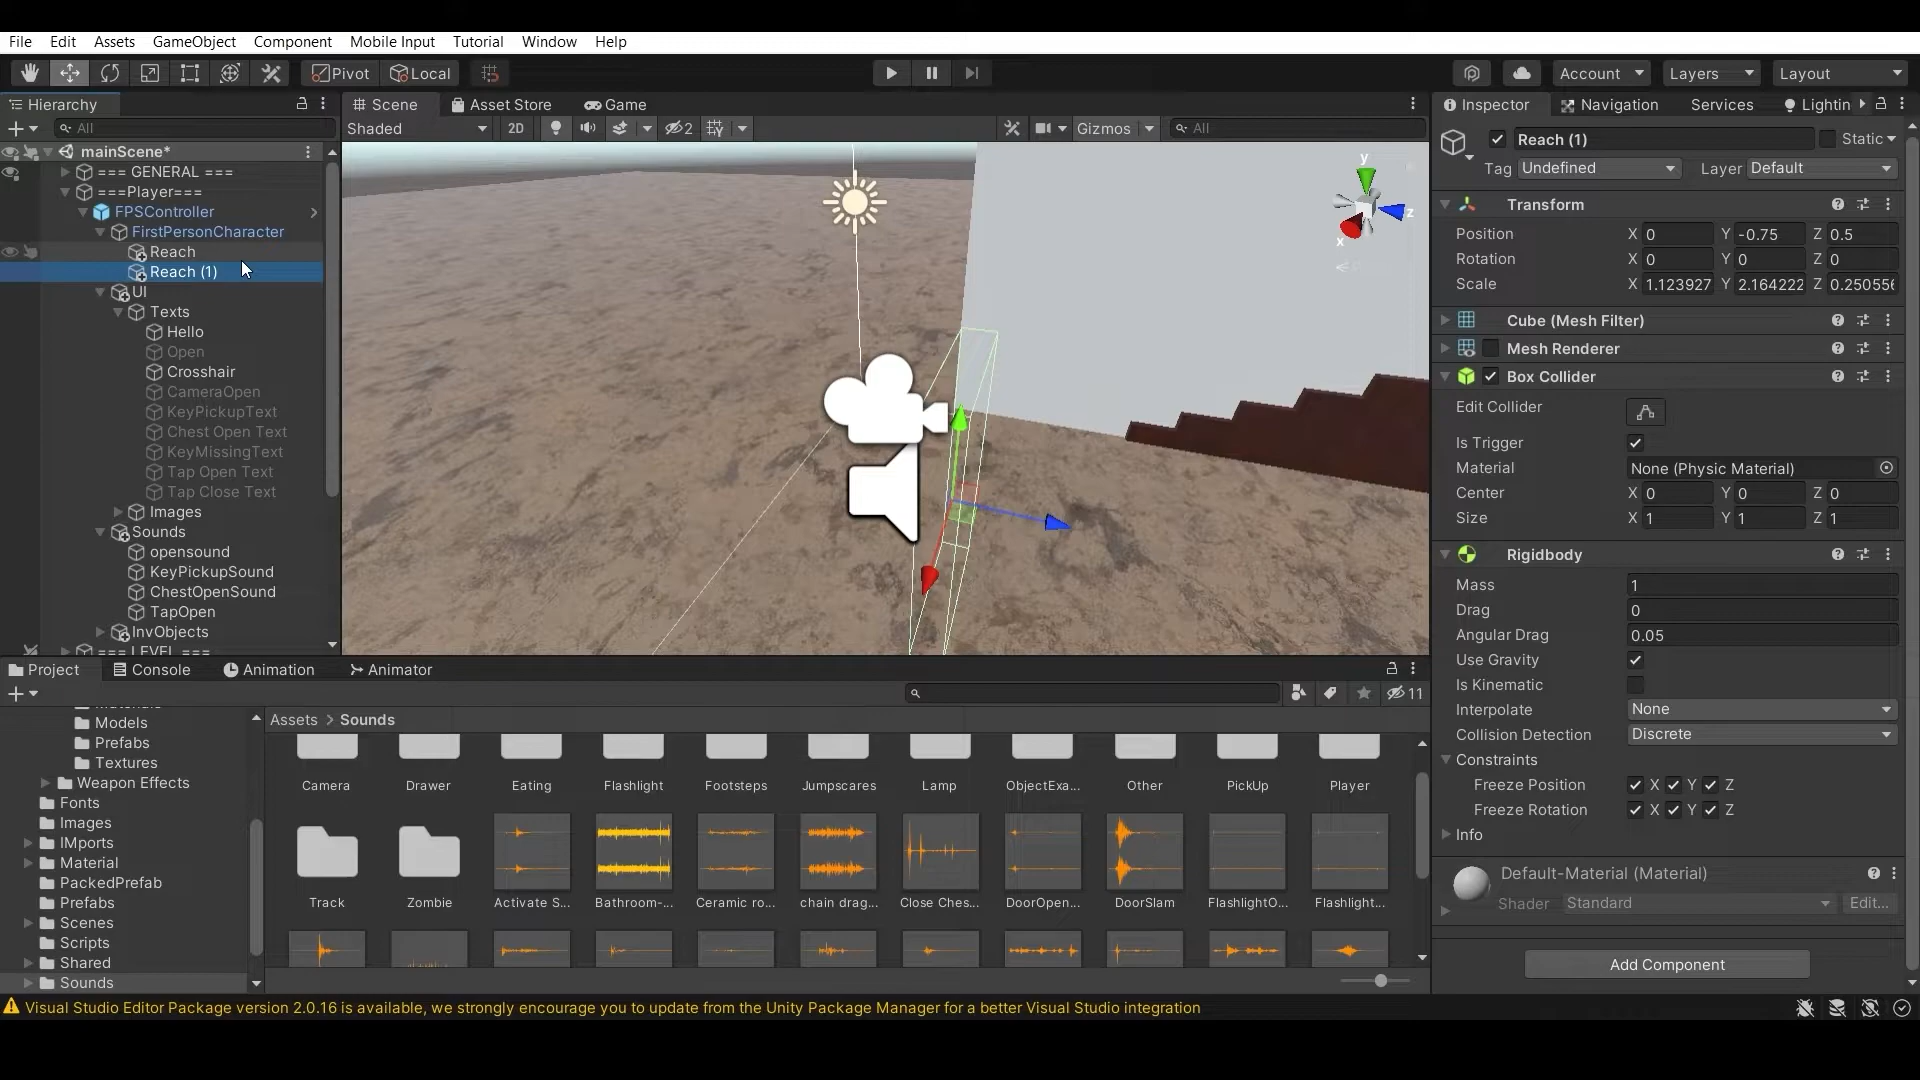 File Edit Assets GameObject Component Mobile Input Tutorial Window Help
Pivot Local Account Layers Layout
Hierarchy
All
mainScene*
=== GENERAL ===
===Player===
FPSController
FirstPersonCharacter
Reach
Reach (1)
UI
Texts
Hello
Open
Crosshair
CameraOpen
KeyPickupText
Chest Open Text
KeyMissingText
Tap Open Text
Tap Close Text
Images
Sounds
opensound
KeyPickupSound
ChestOpenSound
TapOpen
InvObjects
=== LEVEL ===
Scene Asset Store Game
Shaded 2D 2 Gizmos All
y
z
x
Inspector Navigation Services Lightin
Reach (1) Static
Tag Undefined Layer Default
Transform
Position X 0 Y -0.75 Z 0.5
Rotation X 0 Y 0 Z 0
Scale X 1.123927 Y 2.164222 Z 0.250556
Cube (Mesh Filter)
Mesh Renderer
Box Collider
Edit Collider
Is Trigger
Material None (Physic Material)
Center X 0 Y 0 Z 0
Size X 1 Y 1 Z 1
Rigidbody
Mass 1
Drag 0
Angular Drag 0.05
Use Gravity
Is Kinematic
Interpolate None
Collision Detection Discrete
Constraints
Freeze Position X Y Z
Freeze Rotation X Y Z
Info
Default-Material (Material)
Shader Standard Edit...
Add Component
Project Console Animation Animator
11
Models
Prefabs
Textures
Weapon Effects
Fonts
Images
IMports
Material
PackedPrefab
Prefabs
Scenes
Scripts
Shared
Sounds
Assets > Sounds
Camera Drawer Eating Flashlight Footsteps Jumpscares Lamp ObjectExa... Other PickUp Player
Track Zombie Activate S... Bathroom-... Ceramic ro... chain drag... Close Ches... DoorOpen... DoorSlam FlashlightO... Flashlight...
Visual Studio Editor Package version 2.0.16 is available, we strongly encourage you to update from the Unity Package Manager for a better Visual Studio integration